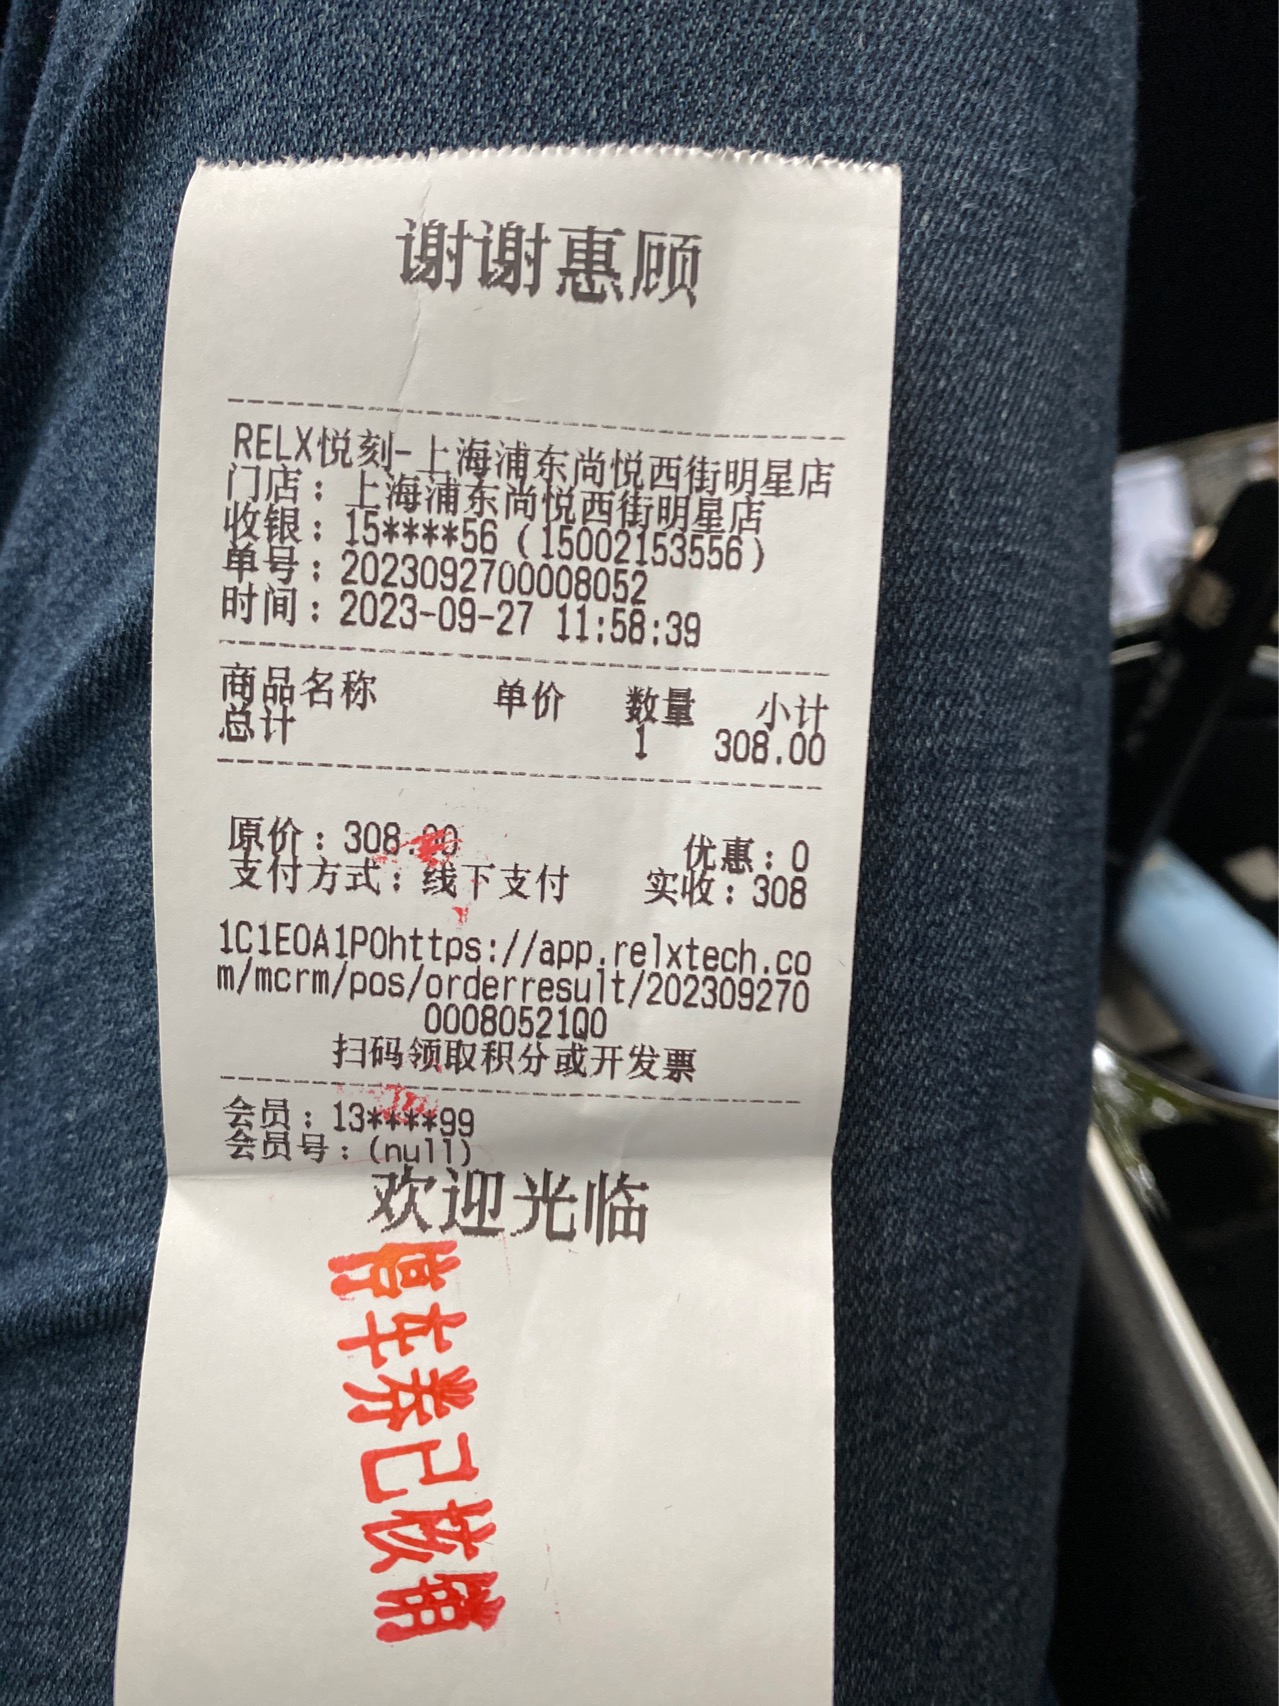 谢谢惠顾
RELX悦刻-上海浦东尚悦西街明星店
门店：上海浦东尚悦西街明星店
收银：15****56（15002153556）
单号：2023092700008052
时间：2023-09-27 11:58:39
商品名称 单价 数量 小计
总计 1 308.00
原价：308.00 优惠：0
支付方式：线下支付 实收：308
1C1E0A1P0https://app.relxtech.co
m/mcrm/pos/orderresult/202309270
00080521Q0
扫码领取积分或开发票
会员：13****99
会员号：(null)
欢迎光临
停车券已核销